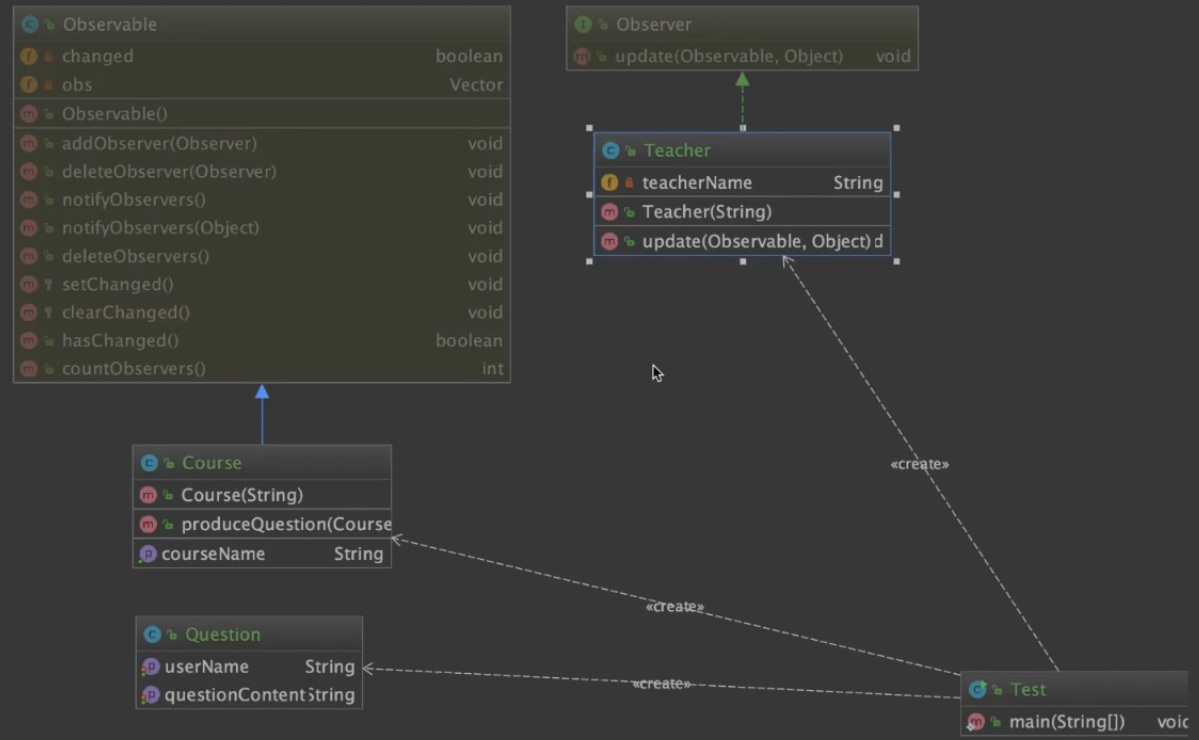 Observable
changed boolean
obs Vector
Observable()
addObserver(Observer) void
deleteObserver(Observer) void
notifyObservers() void
notifyObservers(Object) void
deleteObservers() void
setChanged() void
clearChanged() void
hasChanged() boolean
countObservers() int
Observer
update(Observable, Object) void
Teacher
teacherName String
Teacher(String)
update(Observable, Object) d
«create»
Course
Course(String)
produceQuestion(Course
courseName String
«create»
Question
userName String
questionContent String
«create»
Test
main(String[]) void